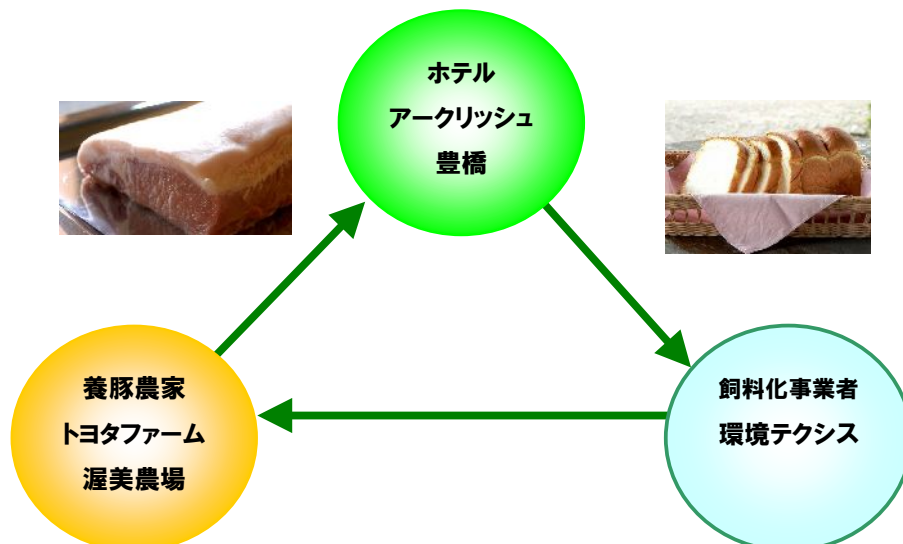 ホテル
アークリッシュ
豊橋
養豚農家
トヨタファーム
渥美農場
飼料化事業者
環境テクシス